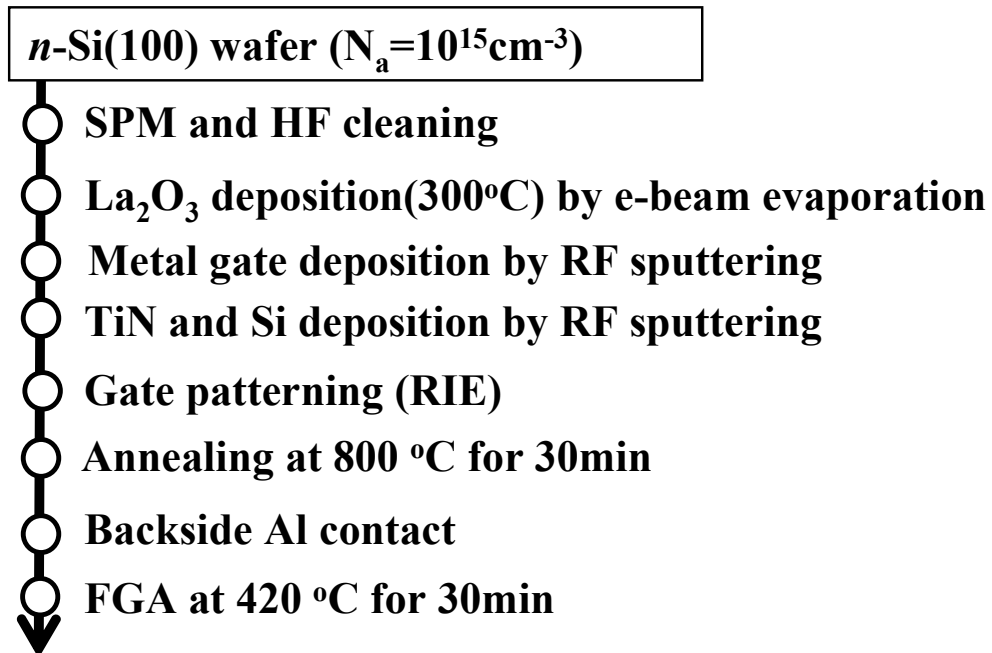 n-Si(100) wafer (Nₐ=10¹⁵cm⁻³)
SPM and HF cleaning
La₂O₃ deposition(300ᵒC) by e-beam evaporation
Metal gate deposition by RF sputtering
TiN and Si deposition by RF sputtering
Gate patterning (RIE)
Annealing at 800 ᵒC for 30min
Backside Al contact
FGA at 420 ᵒC for 30min